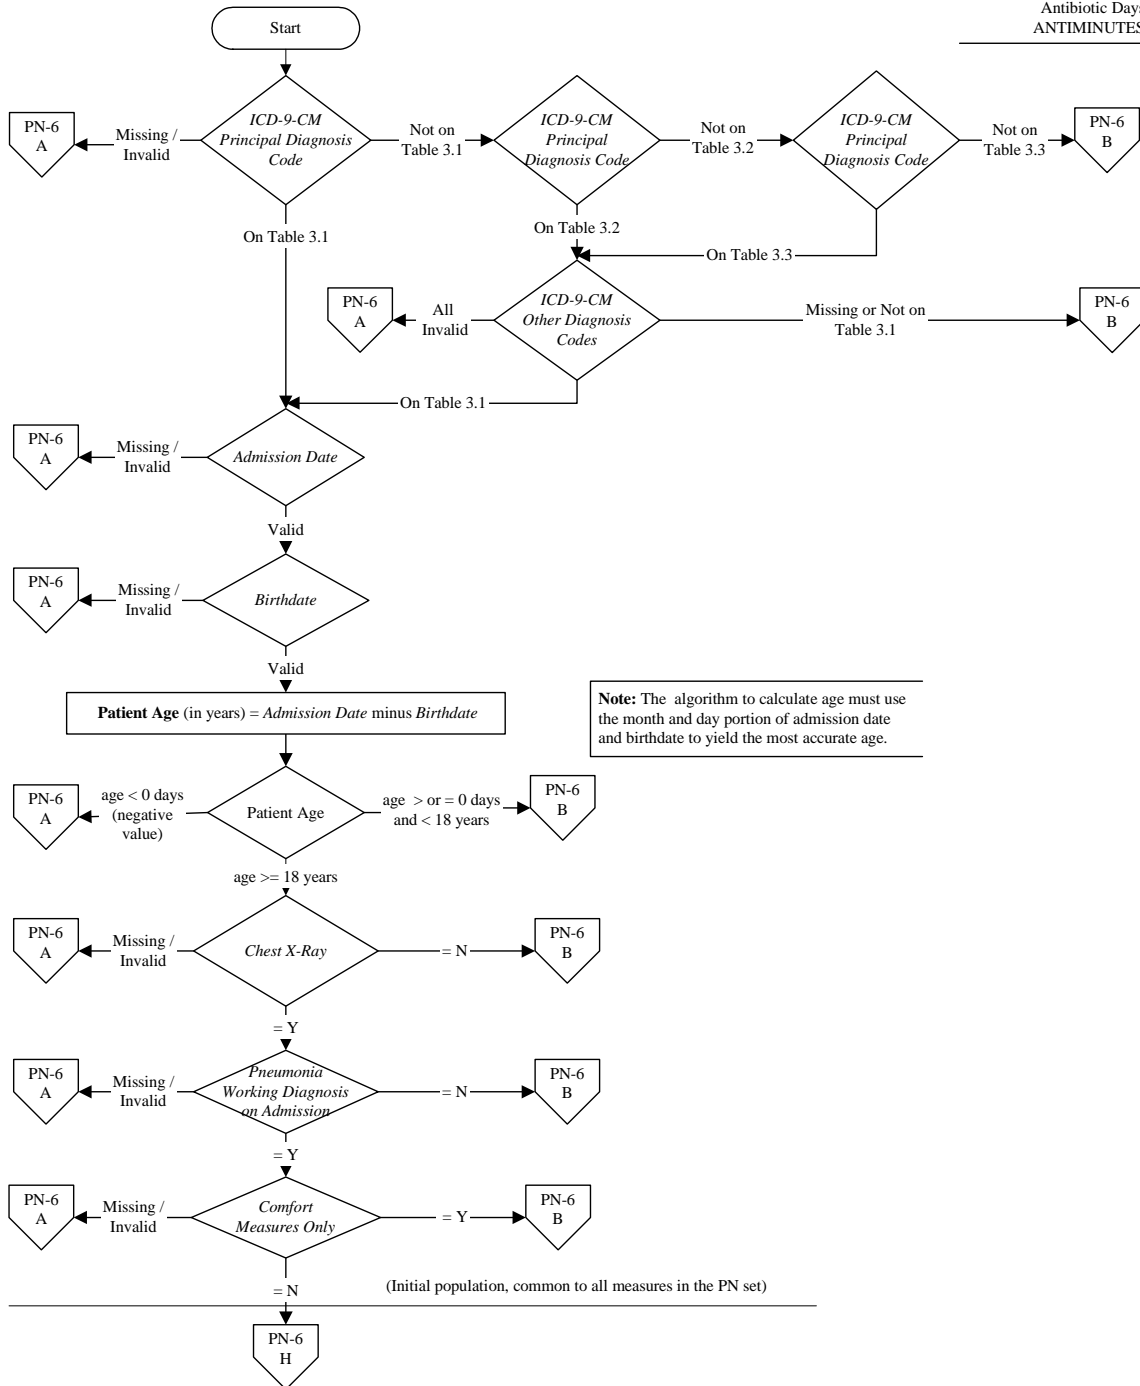 Antibiotic Days
ANTIMINUTES
Start
PN-6
A
Missing /
Invalid
ICD-9-CM
Principal Diagnosis
Code
Not on
Table 3.1
ICD-9-CM
Principal
Diagnosis Code
Not on
Table 3.2
ICD-9-CM
Principal
Diagnosis Code
Not on
Table 3.3
PN-6
B
On Table 3.1
On Table
3.2
On Table 3.3
PN-6
A
All
Invalid
ICD-9-CM
Other Diagnosis
Codes
Missing or Not on
Table 3.1
PN-6
B
On Table 3.1
PN-6
A
Missing /
Invalid
Admission Date
Valid
PN-6
A
Missing /
Invalid
Birthdate
Valid
Patient Age (in years) = Admission Date minus Birthdate
Note: The algorithm to calculate age must use
the month and day portion of admission date
and birthdate to yield the most accurate age.
PN-6
A
age < 0 days
(negative
value)
Patient Age
age > or = 0 days
and < 18 years
PN-6
B
age >= 18 years
PN-6
A
Missing /
Invalid
Chest X-Ray
= N
PN-6
B
= Y
PN-6
A
Missing /
Invalid
Pneumonia
Working Diagnosis
on Admission
= N
PN-6
B
= Y
PN-6
A
Missing /
Invalid
Comfort
Measures Only
= Y
PN-6
B
= N
(Initial population, common to all measures in the PN set)
PN-6
H